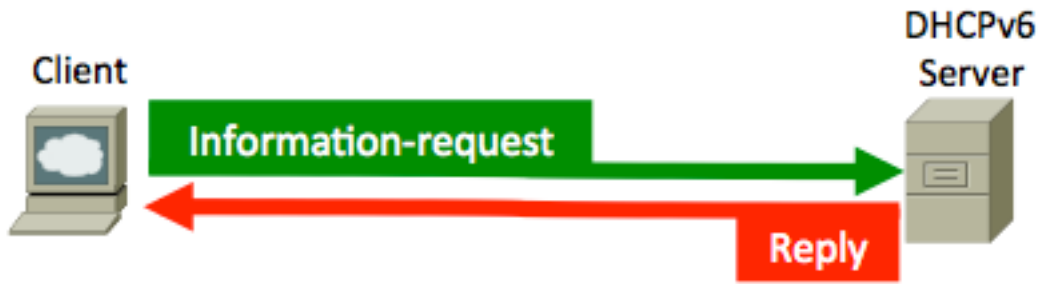 Client
DHCPv6
Server
Information-request
Reply